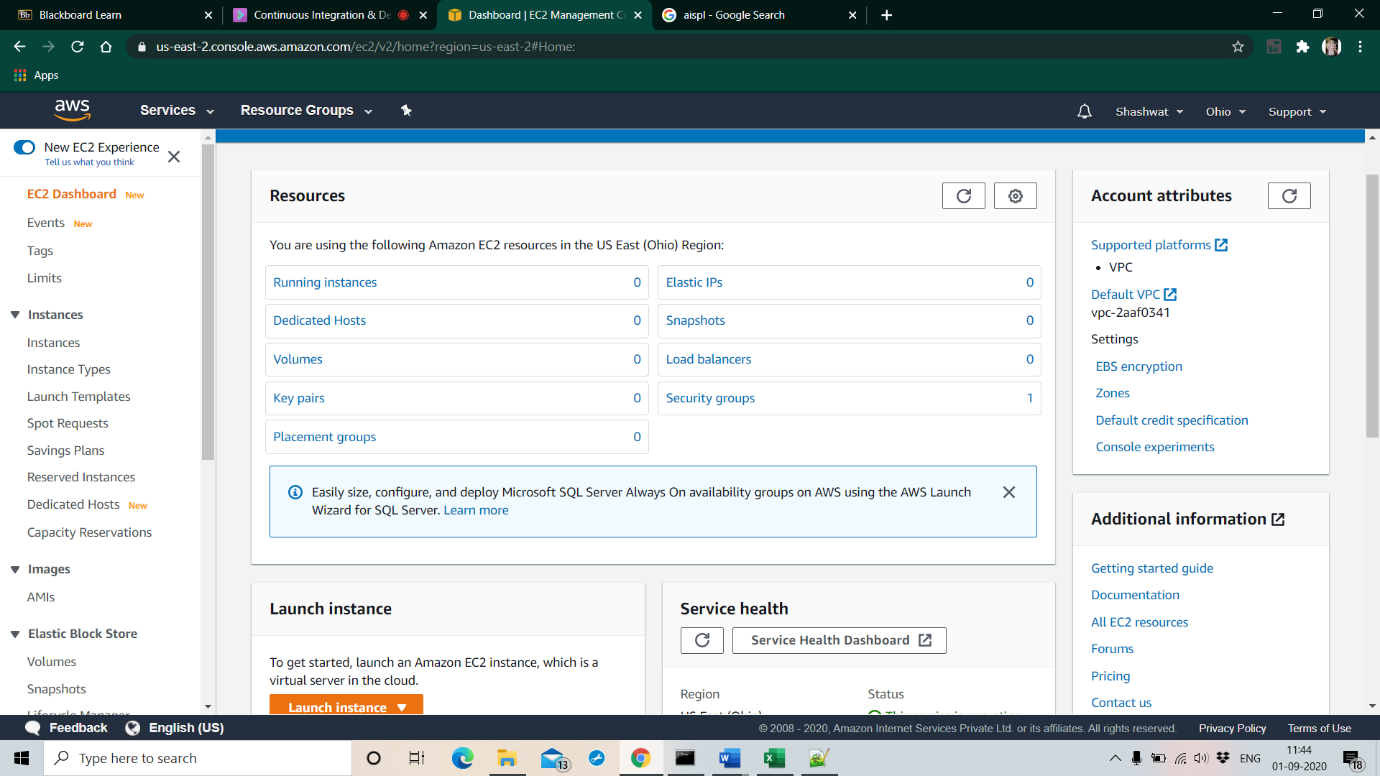 Blackboard Learn
Continuous Integration & De
Dashboard | EC2 Management C
aispl - Google Search
us-east-2.console.aws.amazon.com/ec2/v2/home?region=us-east-2#Home:
Apps
aws
Services
Resource Groups
Shashwat
Ohio
Support
New EC2 Experience
Tell us what you think
EC2 Dashboard New
Events New
Tags
Limits
Instances
Instances
Instance Types
Launch Templates
Spot Requests
Savings Plans
Reserved Instances
Dedicated Hosts New
Capacity Reservations
Images
AMIs
Elastic Block Store
Volumes
Snapshots
Lifecycle Manager
Resources
You are using the following Amazon EC2 resources in the US East (Ohio) Region:
Running instances 0
Elastic IPs 0
Dedicated Hosts 0
Snapshots 0
Volumes 0
Load balancers 0
Key pairs 0
Security groups 1
Placement groups 0
Easily size, configure, and deploy Microsoft SQL Server Always On availability groups on AWS using the AWS Launch
Wizard for SQL Server. Learn more
Launch instance
To get started, launch an Amazon EC2 instance, which is a
virtual server in the cloud.
Launch instance
Service health
Service Health Dashboard
Region
Status
US East (Ohio)
Account attributes
Supported platforms
• VPC
Default VPC
vpc-2aaf0341
Settings
EBS encryption
Zones
Default credit specification
Console experiments
Additional information
Getting started guide
Documentation
All EC2 resources
Forums
Pricing
Contact us
Feedback
English (US)
© 2008 - 2020, Amazon Internet Services Private Ltd. or its affiliates. All rights reserved.
Privacy Policy
Terms of Use
Type here to search
13
ENG
11:44
01-09-2020
18